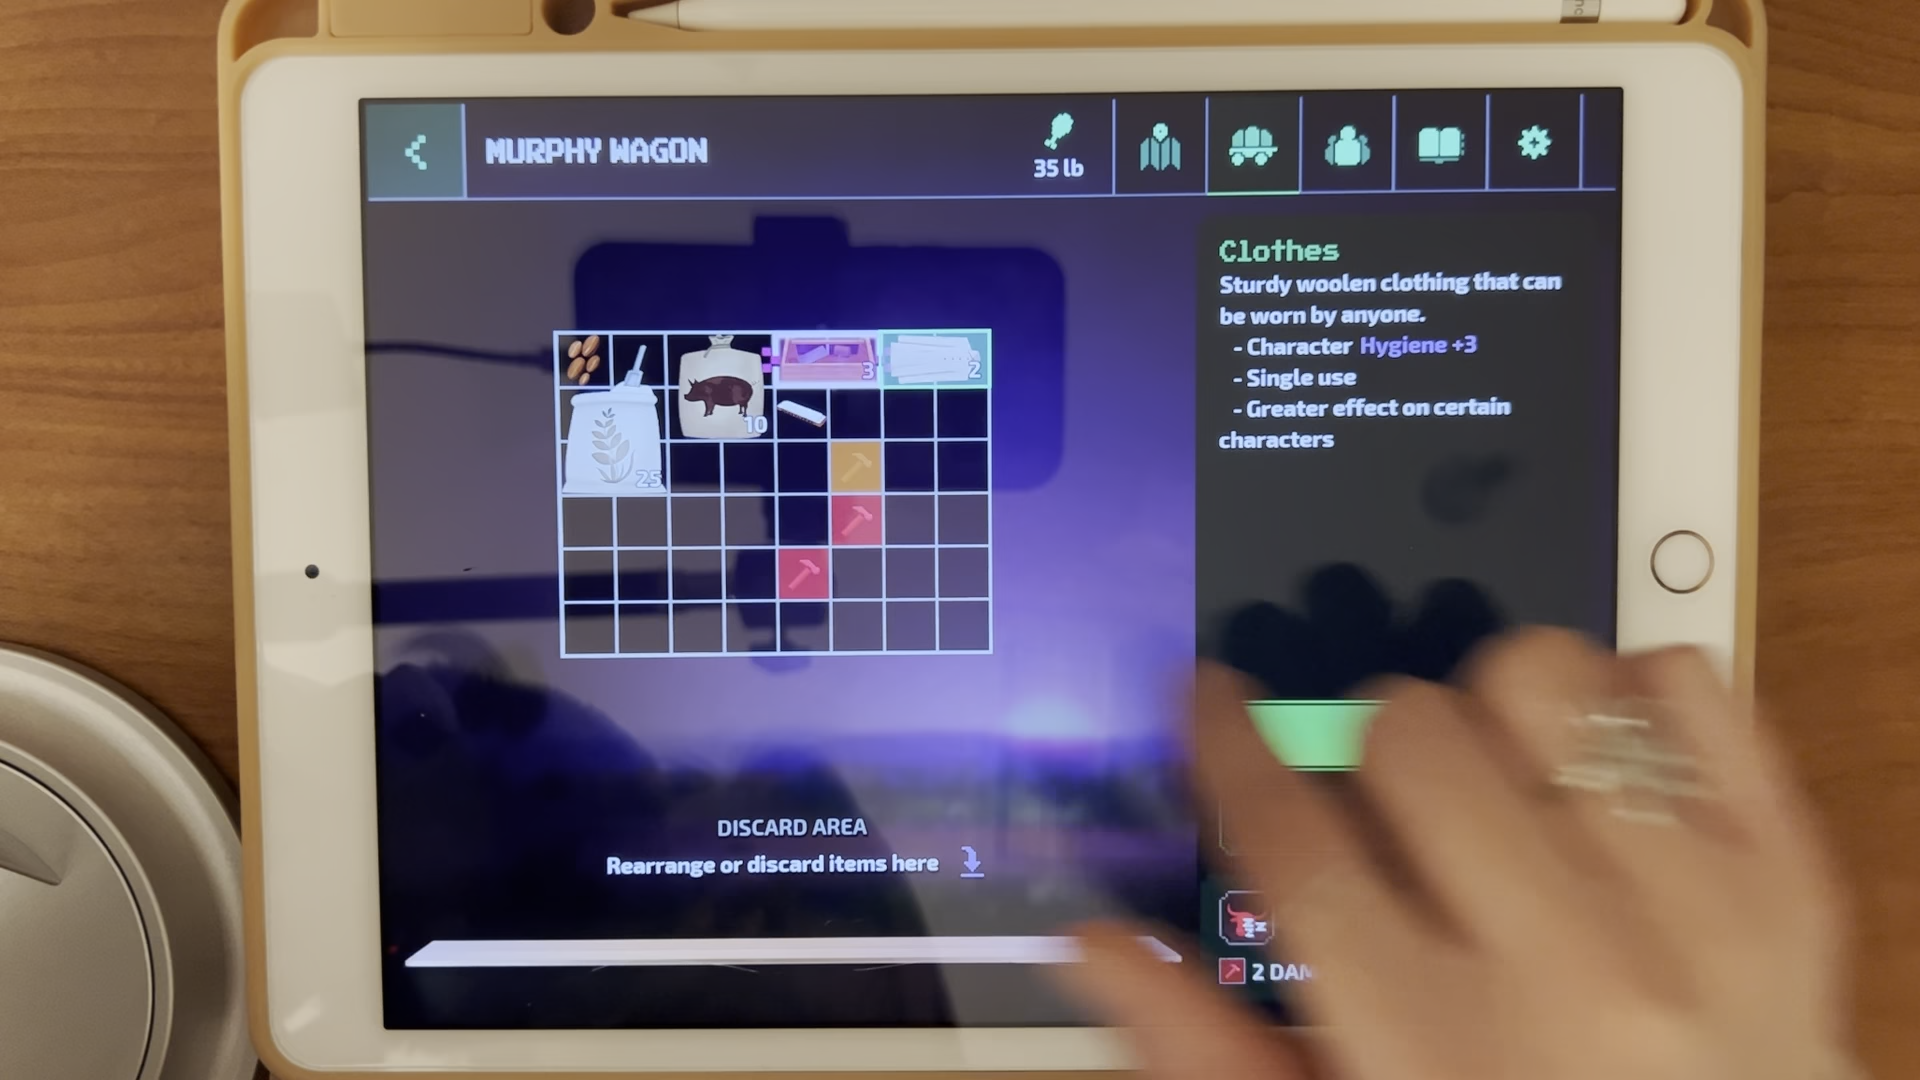 MURPHY WAGON
35 lb
Clothes
Sturdy woolen clothing that can
be worn by anyone.
- Character Hygiene +3
- Single use
- Greater effect on certain
characters
3
2
10
25
DISCARD AREA
Rearrange or discard items here
2